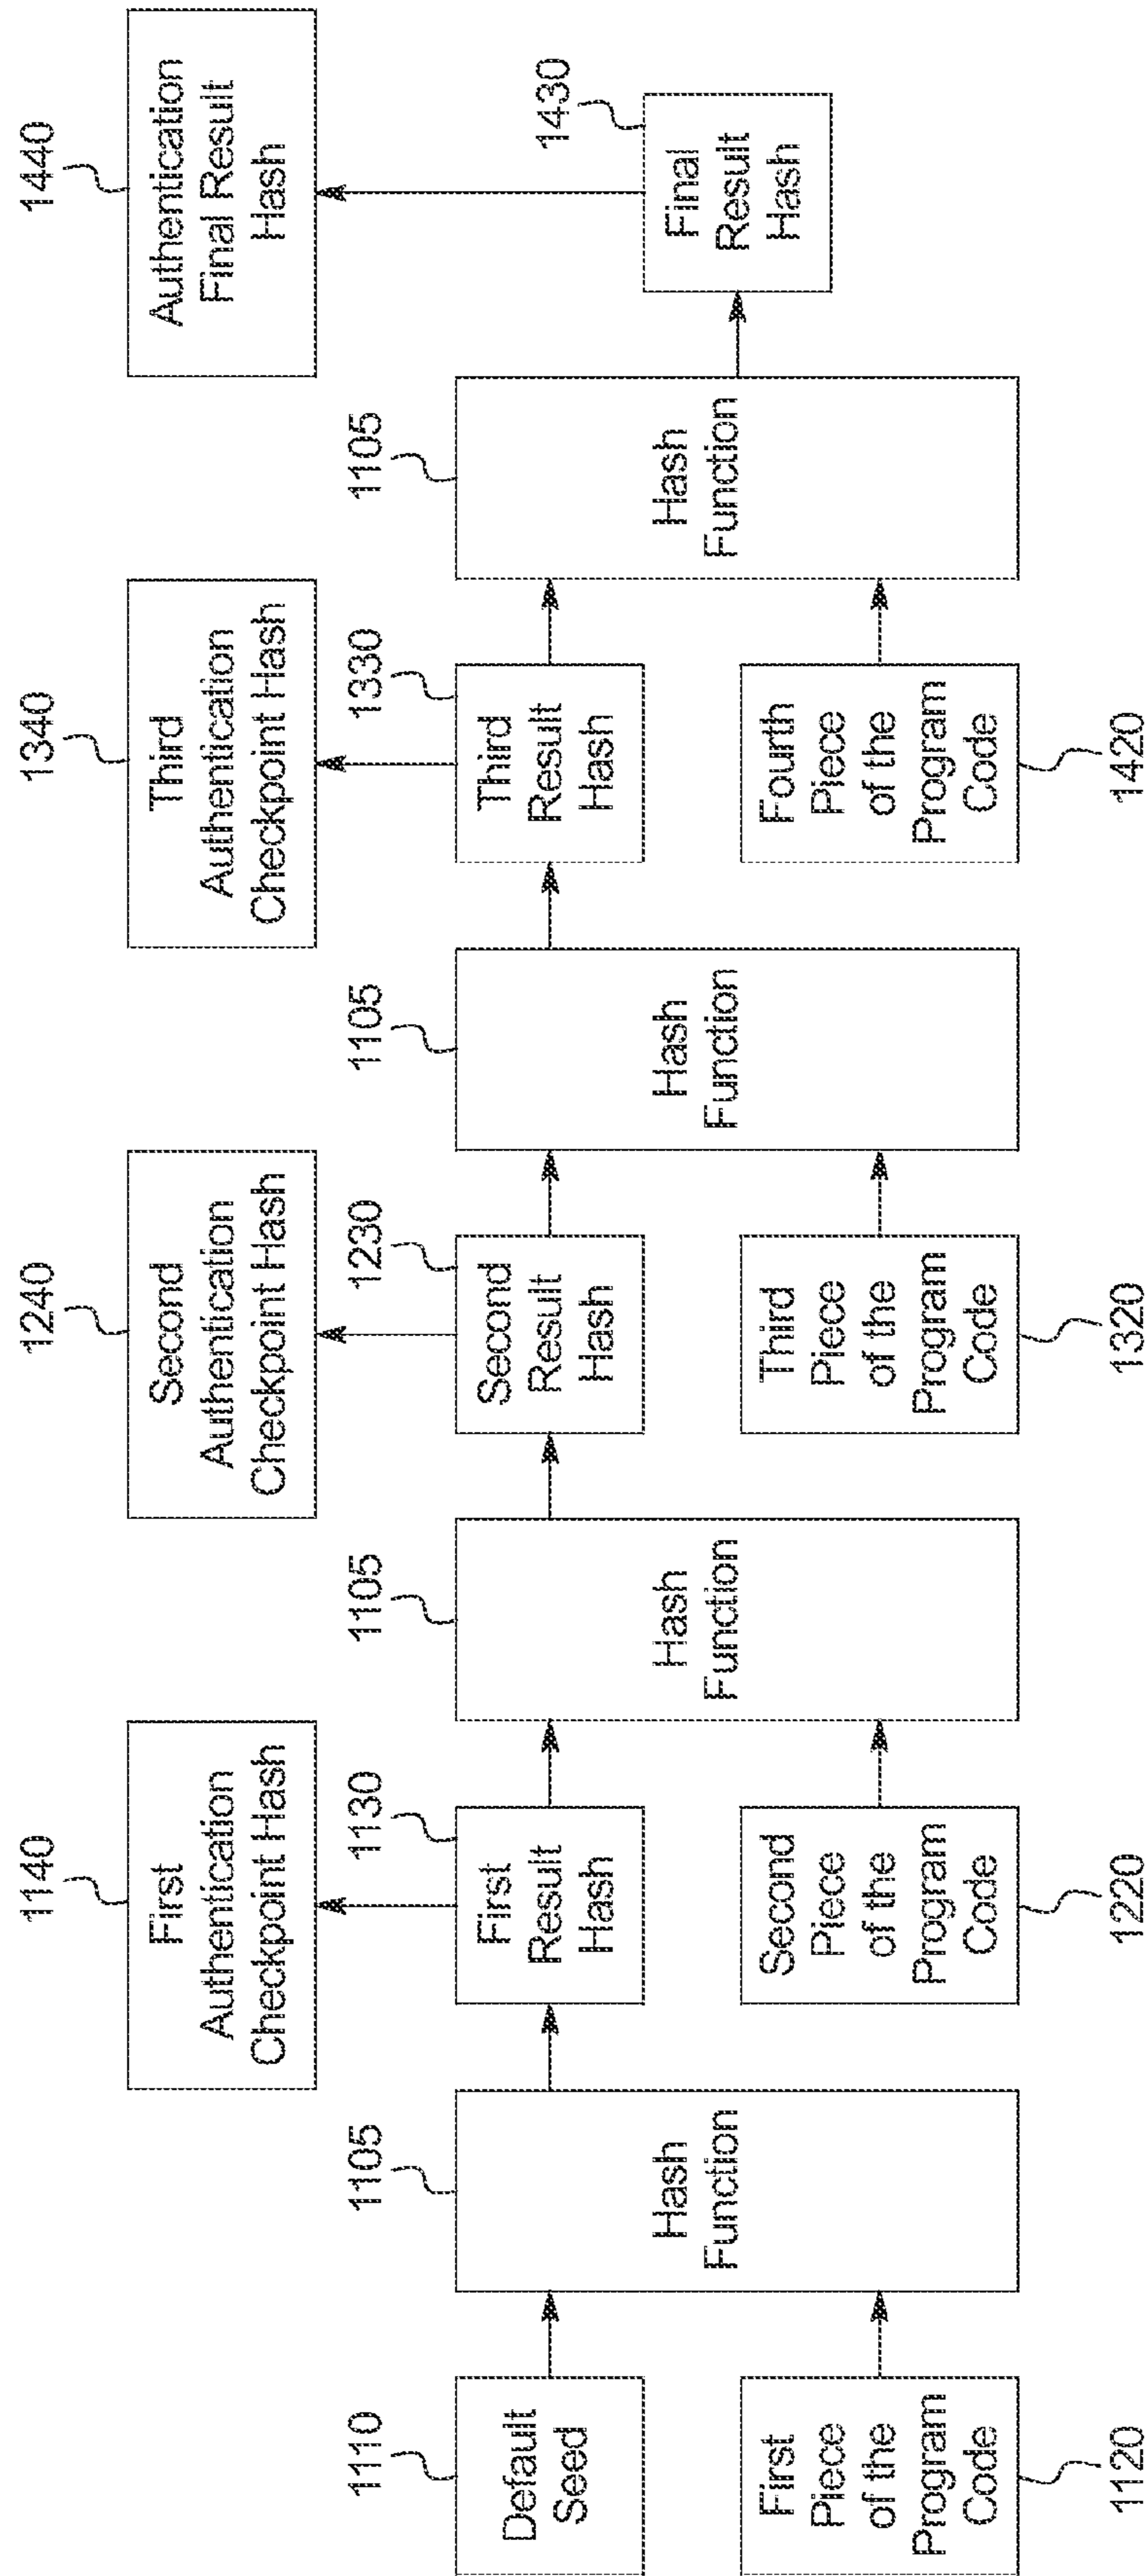 1140
First
Authentication
Checkpoint Hash
1240
Second
Authentication
Checkpoint Hash
1340
Third
Authentication
Checkpoint Hash
1440
Authentication
Final Result
Hash
1110
Default
Seed
1105
Hash
Function
1130
First
Result
Hash
1105
Hash
Function
1230
Second
Result
Hash
1105
Hash
Function
1330
Third
Result
Hash
1105
Hash
Function
1430
Final
Result
Hash
First
Piece
of the
Program
Code
1120
Second
Piece
of the
Program
Code
1220
Third
Piece
of the
Program
Code
1320
Fourth
Piece
of the
Program
Code
1420